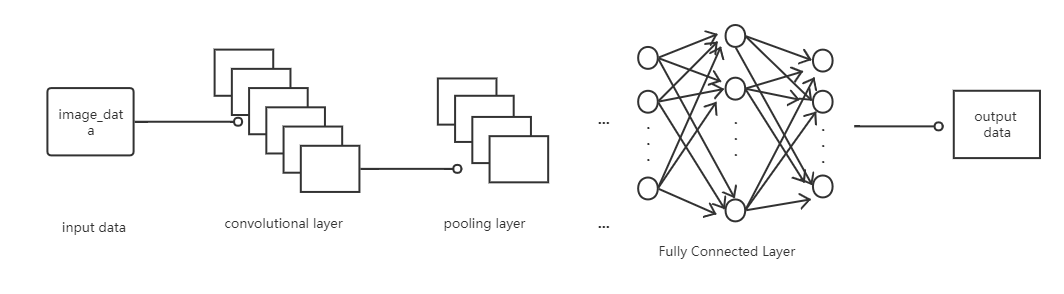 image_dat
a
output
data
...
input data
convolutional layer
pooling layer
...
Fully Connected Layer